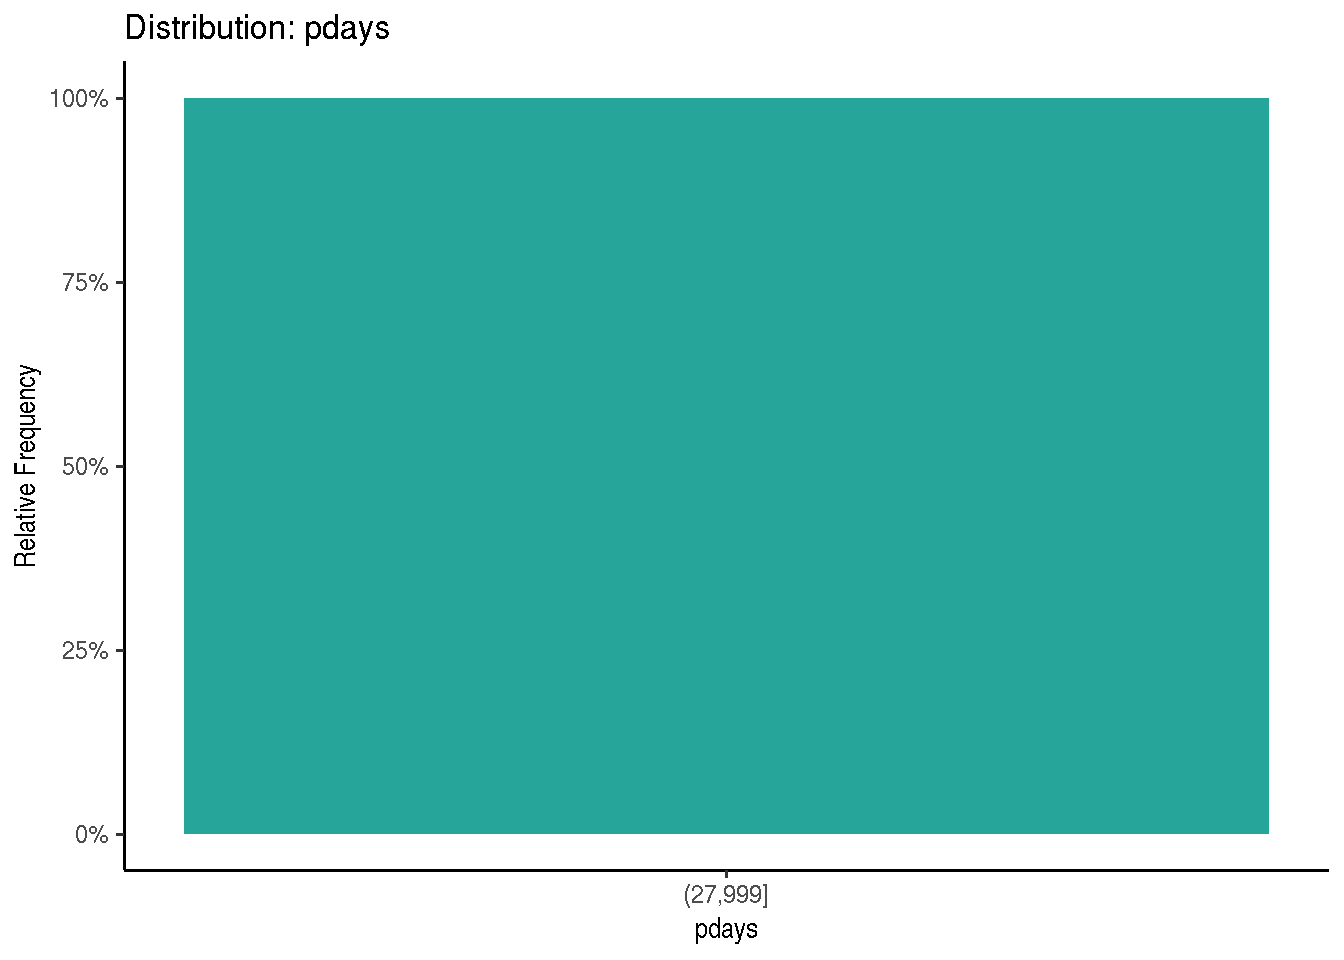 Distribution: pdays
Relative Frequency
100%
75%
50%
25%
0%
(27,999]
pdays